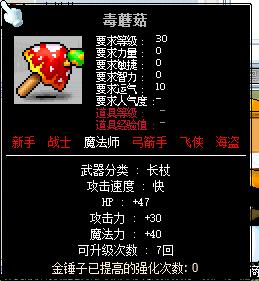 毒蘑菇
要求等级 : 30
要求力量 : 0
要求敏捷 : 0
要求智力 : 0
要求运气 : 10
要求人气度 : -
道具等级 : -
道具经验值 : -
新手 战士 魔法师 弓箭手 飞侠 海盗
武器分类 : 长杖
攻击速度 : 快
HP : +47
攻击力 : +30
魔法力 : +40
可升级次数 : 7回
金锤子已提高的强化次数: 0